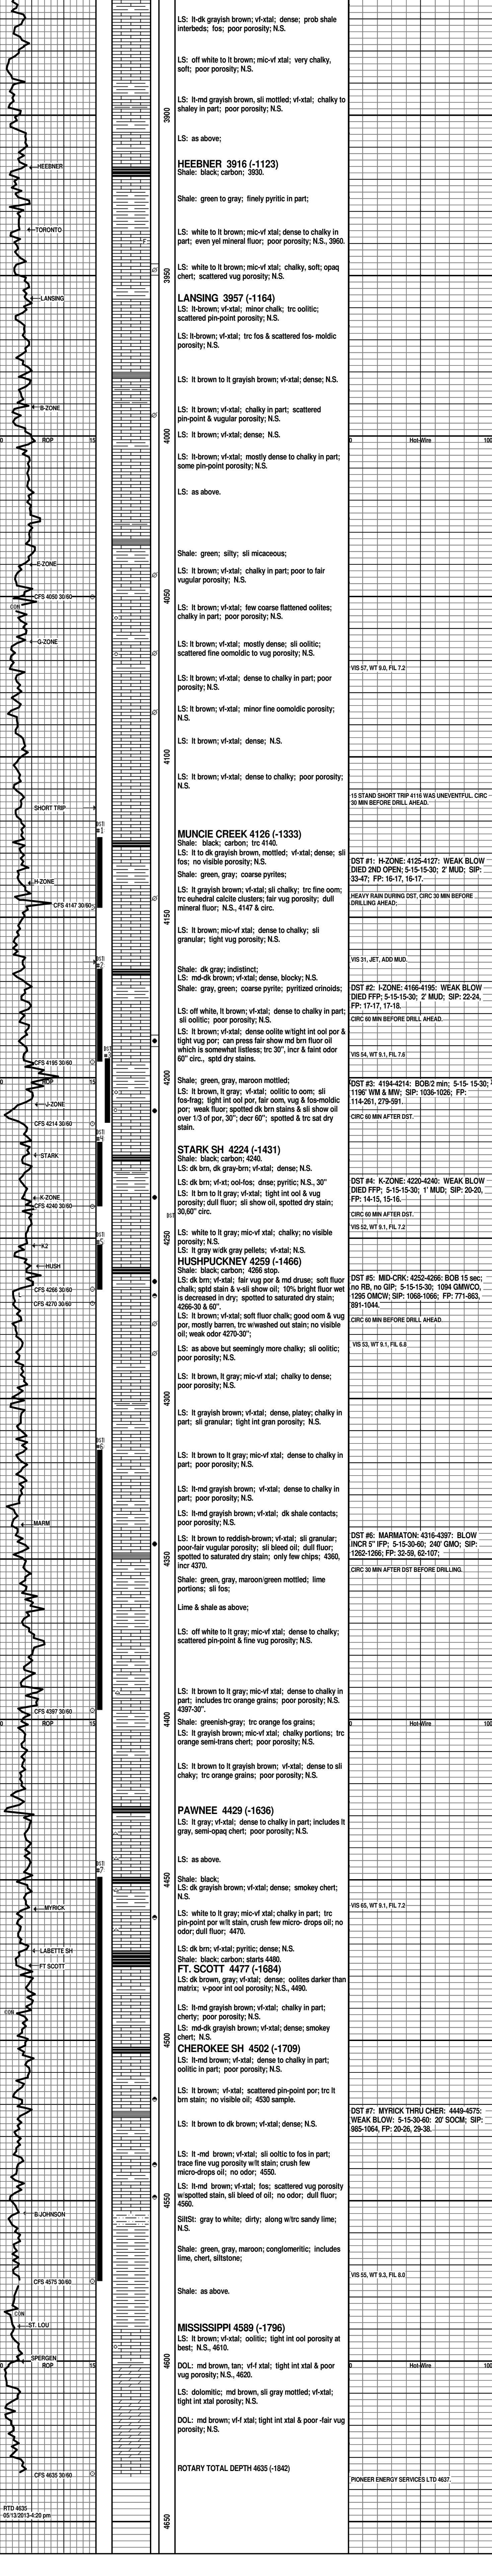 LS: lt-dk grayish brown; vf-xtal; dense; prob shale
interbeds; fos; poor porosity; N.S.
LS: off white to lt brown; mic-vf xtal; very chalky,
soft; poor porosity; N.S.
LS: lt-md grayish brown, sli mottled; vf-xtal; chalky to
shaley in part; poor porosity; N.S.
3900
LS: as above;
HEEBNER
HEEBNER 3916 (-1123)
Shale: black; carbon; 3930.
Shale: green to gray; finely pyritic in part;
TORONTO
LS: white to lt brown; mic-vf xtal; dense to chalky in
part; even yel mineral fluor; poor porosity; N.S., 3960.
F
LS: white to lt brown; mic-vf xtal; chalky, soft; opaq
chert; scattered vug porosity; N.S.
3950
LANSING
LANSING 3957 (-1164)
LS: lt-brown; vf-xtal; minor chalk; trc oolitic;
scattered pin-point porosity; N.S.
LS: lt-brown; vf-xtal; trc fos & scattered fos- moldic
porosity; N.S.
LS: lt brown to lt grayish brown; vf-xtal; dense; N.S.
B-ZONE
LS: lt brown; vf-xtal; chalky in part; scattered
pin-point & vugular porosity; N.S.
4000
LS: lt brown; vf-xtal; dense; N.S.
0 ROP 15
0 Hot-Wire 100
LS: lt-brown; vf-xtal; mostly dense to chalky in part;
some pin-point porosity; N.S.
LS: as above.
Shale: green; silty; sli micaceous;
E-ZONE
LS: lt brown; vf-xtal; chalky in part; poor to fair
vugular porosity; N.S.
4050
CFS 4050 30/60
CON
LS: lt brown; vf-xtal; few coarse flattened oolites;
chalky in part; poor porosity; N.S.
G-ZONE
LS: lt brown; vf-xtal; mostly dense; sli oolitic;
scattered fine oomoldic to vug porosity; N.S.
VIS 57, WT 9.0, FIL 7.2
LS: lt brown; vf-xtal; dense to chalky in part; poor
porosity; N.S.
LS: lt brown; vf-xtal; minor fine oomoldic porosity;
N.S.
LS: lt brown; vf-xtal; dense; N.S.
4100
LS: lt brown; vf-xtal; dense to chalky; poor porosity;
N.S.
15 STAND SHORT TRIP 4116 WAS UNEVENTFUL. CIRC
30 MIN BEFORE DRILL AHEAD.
SHORT TRIP
DST
#1
MUNCIE CREEK 4126 (-1333)
Shale: black; carbon; trc 4140.
LS: lt to dk grayish brown, mottled; vf-xtal; dense; sli
fos; no visible porosity; N.S.
DST #1: H-ZONE: 4125-4127: WEAK BLOW
DIED 2ND OPEN; 5-15-15-30; 2' MUD; SIP:
33-47; FP: 16-17, 16-17.
Shale: green, gray; coarse pyrites;
H-ZONE
LS: lt grayish brown; vf-xtal; sli chalky; trc fine oom;
trc euhedral calcite clusters; fair vug porosity; dull
mineral fluor; N.S., 4147 & circ.
HEAVY RAIN DURING DST, CIRC 30 MIN BEFORE
DRILLING AHEAD;
CFS 4147 30/60
4150
LS: lt brown; mic-vf xtal; dense to chalky; sli
granular; tight vug porosity; N.S.
VIS 31, JET, ADD MUD.
DST
#2
Shale: dk gray; indistinct;
LS: md-dk brown; vf-xtal; dense, blocky; N.S.
Shale: gray, green; coarse pyrite; pyritized crinoids;
DST #2: I-ZONE: 4166-4195: WEAK BLOW
DIED FFP; 5-15-15-30; 2' MUD; SIP: 22-24,
FP: 17-17, 17-18.
LS: off white, lt gray; vf-xtal; dense to chalky in part;
sli oolitic; poor porosity; N.S.
CIRC 60 MIN BEFORE DRILL AHEAD.
LS: lt brown; vf-xtal; dense oolite w/tight int ool por &
tight vug por; can press fair show md brn fluor oil
which is somewhat listless; trc 30", incr & faint odor
60" circ., sptd dry stains.
VIS 54, WT 9.1, FIL 7.6
CFS 4195 30/60
4200
Shale: green, gray, maroon mottled;
LS: lt brown, lt gray; vf-xtal; oolitic to oom; sli
fos-frag; tight int ool por, fair oom, vug & fos-moldic
por; weak fluor; spotted dk brn stains & sli show oil
over 1/3 of por, 30"; decr 60"; spotted & trc sat dry
stain.
DST #3: 4194-4214: BOB/2 min; 5-15- 15-30;
1196' WM & MW; SIP: 1036-1026; FP:
114-261, 279-591.
J-ZONE
CIRC 60 MIN AFTER DST.
CFS 4214 30/60
DST
#4
STARK
STARK SH 4224 (-1431)
Shale: black; carbon; 4240.
LS: dk brn, dk gray-brn; vf-xtal; dense; N.S.
LS: dk brn; vf-xt; ool-fos; dense; pyritic; N.S., 30"
LS: lt brn to lt gray; vf-xtal; tight int ool & vug
porosity; dull fluor; sli show oil, spotted dry stain;
30,60" circ.
DST #4: K-ZONE: 4220-4240: WEAK BLOW
DIED FFP; 5-15-15-30; 1' MUD; SIP: 20-20,
FP: 14-15, 15-16.
K-ZONE
CFS 4240 30/60
CIRC 60 MIN AFTER DST.
VIS 52, WT 9.1, FIL 7.2
DST
#5
LS: white to lt gray; mic-vf xtal; chalky; no visible
porosity; N.S.
LS: lt gray w/dk gray pellets; vf-xtal; N.S.
4250
K2
HUSHPUCKNEY 4259 (-1466)
Shale: black; carbon; 4266 stop.
HUSH
LS: dk brn; vf-xtal; fair vug por & md druse; soft fluor
chalk; sptd stain & v-sli show oil; 10% bright fluor wet
is decreased in dry; spotted to saturated dry stain;
4266-30 & 60".
DST #5: MID-CRK: 4252-4266: BOB 15 sec;
no RB, no GIP; 5-15-15-30; 1094 GMWCO,
1295 OMCW; SIP: 1068-1066; FP: 771-863,
891-1044.
CFS 4266 30/60
CFS 4270 30/60
LS: lt brown; vf-xtal; soft fluor chalk; good oom & vug
por, mostly barren, trc w/washed out stain; no visible
oil; weak odor 4270-30";
CIRC 60 MIN BEFORE DRILL AHEAD
VIS 53, WT 9.1, FIL 6.8
LS: as above but seemingly more chalky; sli oolitic;
poor porosity; N.S.
LS: lt brown, lt gray; mic-vf xtal; chalky to dense;
poor porosity; N.S.
4300
LS: lt grayish brown; vf-xtal; dense, platey; chalky in
part; sli granular; tight int gran porosity; N.S.
DST
#6
LS: lt brown to lt gray; mic-vf xtal; dense to chalky in
part; poor porosity; N.S.
LS: lt-md grayish brown; vf-xtal; dense to chalky in
part; poor porosity; N.S.
LS: lt-md grayish brown; vf-xtal; dk shale contacts;
poor porosity; N.S.
MARM
LS: lt brown to reddish-brown; vf-xtal; sli granular;
poor-fair vugular porosity; sli bleed oil; dull fluor;
spotted to saturated dry stain; only few chips; 4360,
incr 4370.
DST #6: MARMATON: 4316-4397: BLOW
INCR 5" IFP; 5-15-30-60; 240' GMO; SIP:
1262-1266; FP: 32-59, 62-107;
4350
CIRC 30 MIN AFTER DST BEFORE DRILLING.
Shale: green, gray, maroon/green mottled; lime
portions; sli fos;
Lime & shale as above;
LS: off white to lt gray; mic-vf xtal; dense to chalky;
scattered pin-point & fine vug porosity; N.S.
LS: lt brown to lt gray; mic-vf xtal; dense to chalky in
part; includes trc orange grains; poor porosity; N.S.
4397-30".
CFS 4397 30/60
4400
0 ROP 15
0 Hot-Wire 100
Shale: greenish-gray; trc orange fos grains;
LS: lt grayish brown; mic-vf xtal; chalky portions; trc
orange semi-trans chert; poor porosity; N.S.
LS: lt brown to lt grayish brown; vf-xtal; dense to sli
chaky; trc orange grains; poor porosity; N.S.
PAWNEE 4429 (-1636)
LS: lt gray; vf-xtal; dense to chalky in part; includes lt
gray, semi-opaq chert; poor porosity; N.S.
LS: as above.
DST
#7
4450
Shale: black;
LS: dk grayish brown; vf-xtal; dense; smokey chert;
N.S.
MYRICK
VIS 65, WT 9.1, FIL 7.2
LS: white to lt gray; mic-vf xtal; chalky in part; trc
pin-point por w/lt stain, crush few micro- drops oil; no
odor; dull fluor; 4470.
LABETTE SH
LS: dk brn; vf-xtal; pyritic; dense; N.S.
Shale: black; carbon; starts 4480.
FT SCOTT
FT. SCOTT 4477 (-1684)
LS: dk brown, gray; vf-xtal; dense; oolites darker than
matrix; v-poor int ool porosity; N.S., 4490.
CON
LS: lt-md grayish brown; vf-xtal; chalky in part;
cherty; poor porosity; N.S.
LS: md-dk grayish brown; vf-xtal; dense; smokey
chert; N.S.
4500
CHEROKEE SH 4502 (-1709)
LS: lt-md brown; vf-xtal; dense to chalky in part;
oolitic in part; poor porosity; N.S.
LS: lt brown; vf-xtal; scattered pin-point por; trc lt
brn stain; no visible oil; 4530 sample.
LS: lt brown to dk brown; vf-xtal; dense; N.S.
DST #7: MYRICK THRU CHER: 4449-4575:
WEAK BLOW: 5-15-30-60: 20' SOCM; SIP:
985-1064, FP: 20-26, 29-38.
LS: lt -md brown; vf-xtal; sli ooltic to fos in part;
trace fine vugular porosity w/lt stain; crush few
micro-drops oil; no odor; 4550.
LS: lt-md brown; vf-xtal; fos; scattered vug porosity
w/spotted stain, sli bleed of oil; no odor; dull fluor;
4560.
4550
B-JOHNSON
SiltSt: gray to white; dirty; along w/trc sandy lime;
N.S.
Shale: green, gray, maroon; conglomeritic; includes
lime, chert, siltstone;
VIS 55, WT 9.3, FIL 8.0
CFS 4575 30/60
Shale: as above.
CON
ST. LOU
MISSISSIPPI 4589 (-1796)
LS: lt brown; vf-xtal; oolitic; tight int ool porosity at
best; N.S., 4610.
SPERGEN
4600
0 ROP 15
0 Hot-Wire 100
DOL: md brown, tan; vf-f xtal; tight int xtal & poor
vug porosity; N.S., 4620.
LS: dolomitic; md brown, sli gray mottled; vf-xtal;
tight int xtal porosity; N.S.
DOL: md brown; vf-f xtal; tight int xtal & poor -fair vug
porosity; N.S.
ROTARY TOTAL DEPTH 4635 (-1842)
CFS 4635 30/60
PIONEER ENERGY SERVICES LTD 4637.
RTD 4635
05/13/2013-4:20 pm
4650